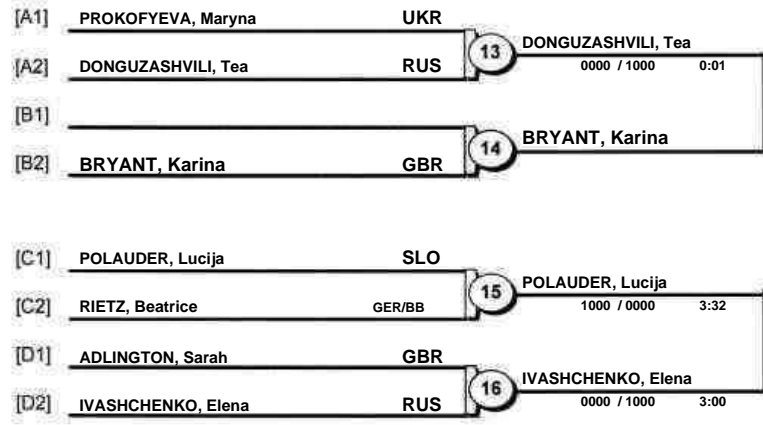 [A1] PROKOFYEVA, Maryna UKR
13 DONGUZASHVILI, Tea
0000 / 1000 0:01
[A2] DONGUZASHVILI, Tea RUS
[B1]
14 BRYANT, Karina
[B2] BRYANT, Karina GBR
[C1] POLAUDER, Lucija SLO
15 POLAUDER, Lucija
1000 / 0000 3:32
[C2] RIETZ, Beatrice GER/BB
[D1] ADLINGTON, Sarah GBR
16 IVASHCHENKO, Elena
0000 / 1000 3:00
[D2] IVASHCHENKO, Elena RUS